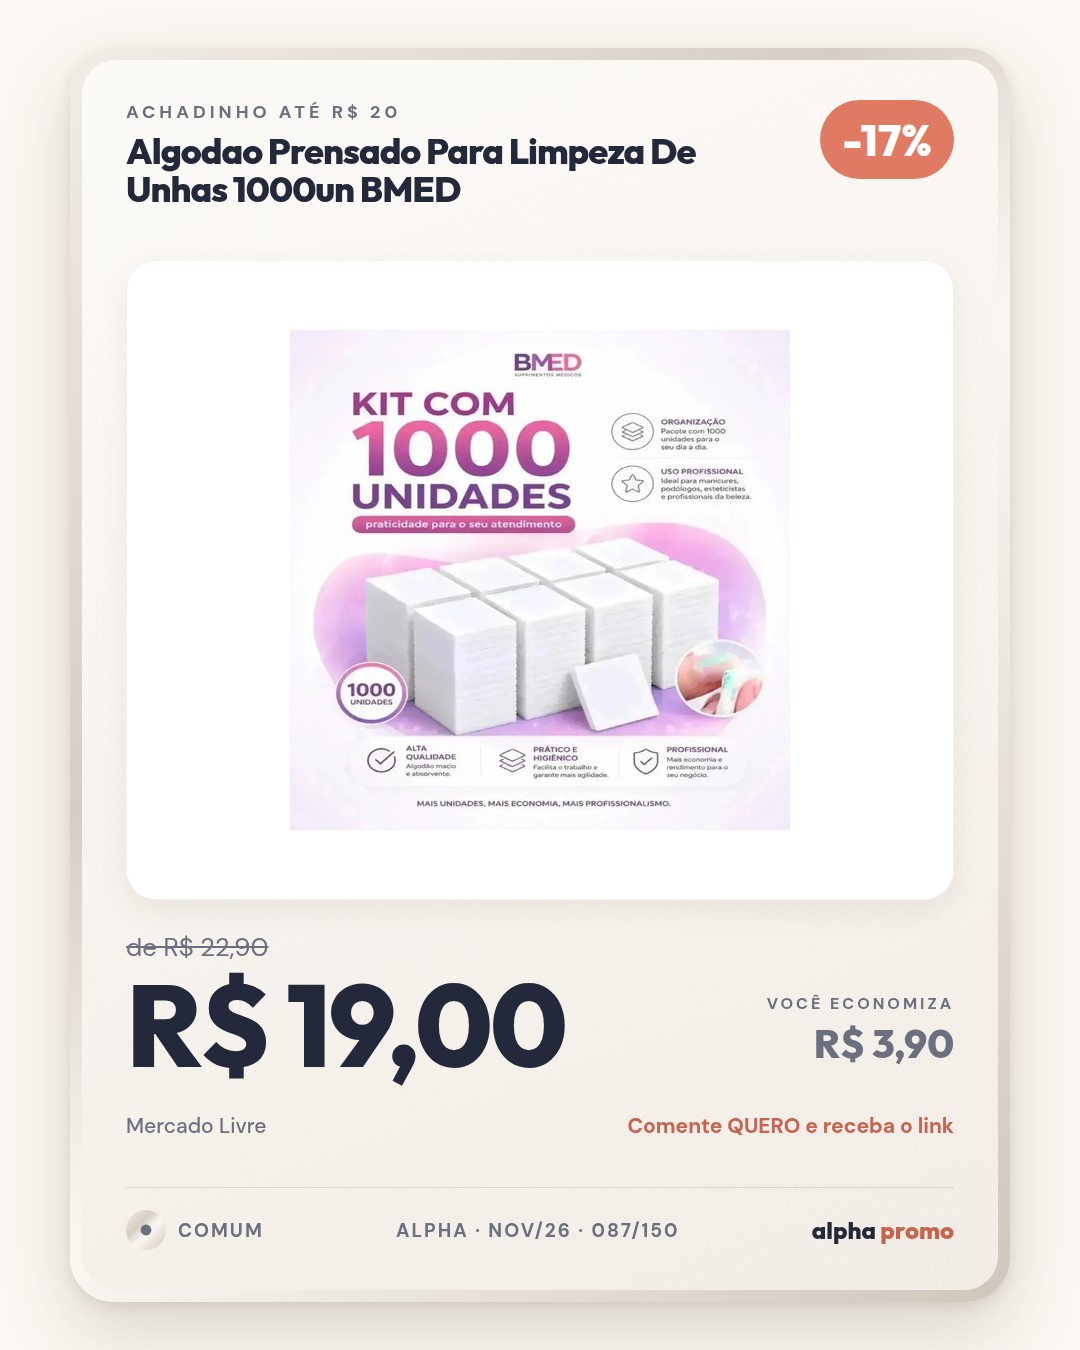 ACHADINHO ATÉ R$ 20
Algodao Prensado Para Limpeza De
Unhas 1000un BMED
-17%
BMED
SUPRIMENTOS MÉDICOS
KIT COM
1000
UNIDADES
praticidade para o seu atendimento
ORGANIZAÇÃO
Pacote com 1000
unidades para o
seu dia a dia.
USO PROFISSIONAL
Ideal para manicures,
podólogos, esteticistas
e profissionais da beleza.
1000
UNIDADES
ALTA
QUALIDADE
Algodão macio
e absorvente.
PRÁTICO E
HIGIÊNICO
Facilita o trabalho e
garante mais agilidade.
PROFISSIONAL
Mais economia e
rendimento para o
seu negócio.
MAIS UNIDADES, MAIS ECONOMIA, MAIS PROFISSIONALISMO.
de R$ 22,90
R$ 19,00
VOCÊ ECONOMIZA
R$ 3,90
Mercado Livre
Comente QUERO e receba o link
COMUM
ALPHA · NOV/26 · 087/150
alpha promo